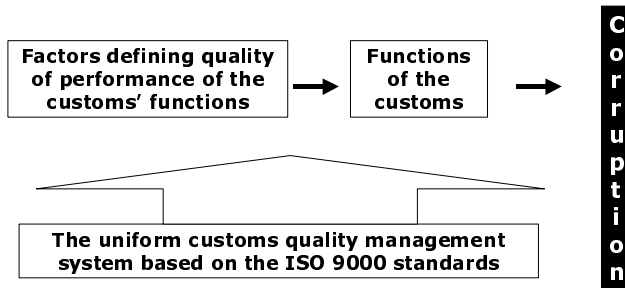 Factors defining quality
of performance of the
customs’ functions
Functions
of the
customs
Corruption
The uniform customs quality management
system based on the ISO 9000 standards